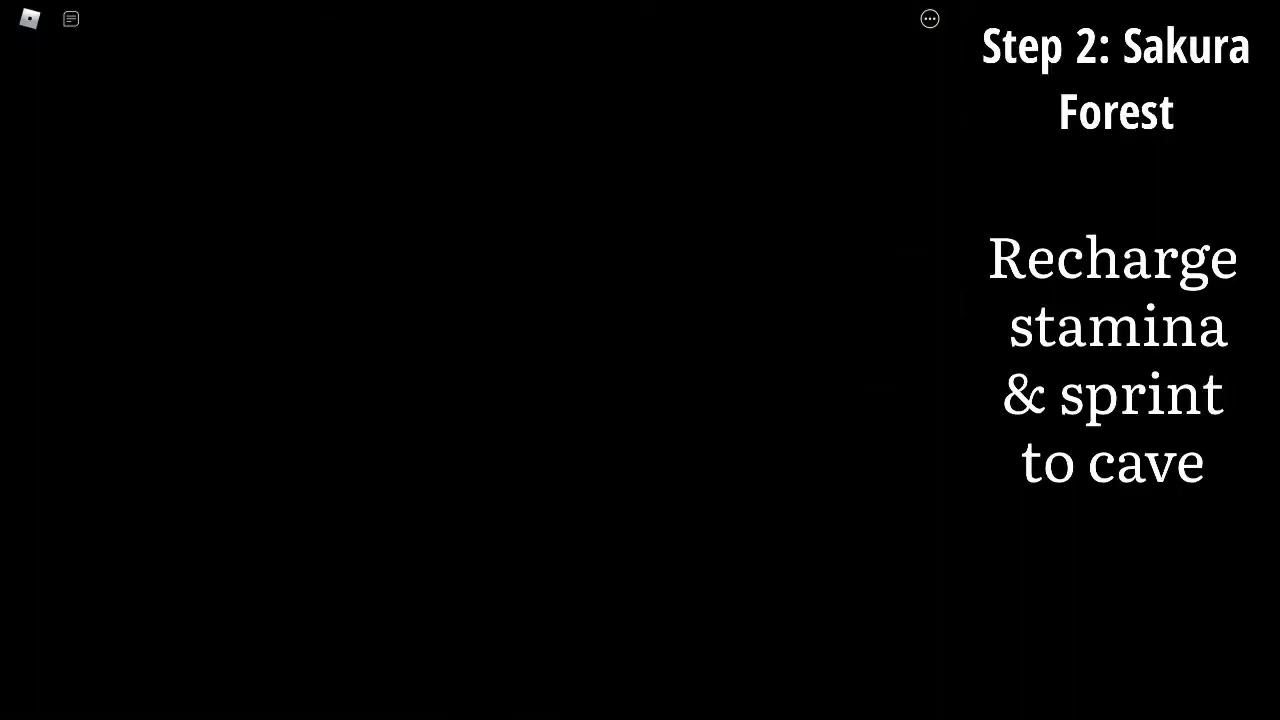 Step 2: Sakura
Forest
Recharge
stamina
& sprint
to cave